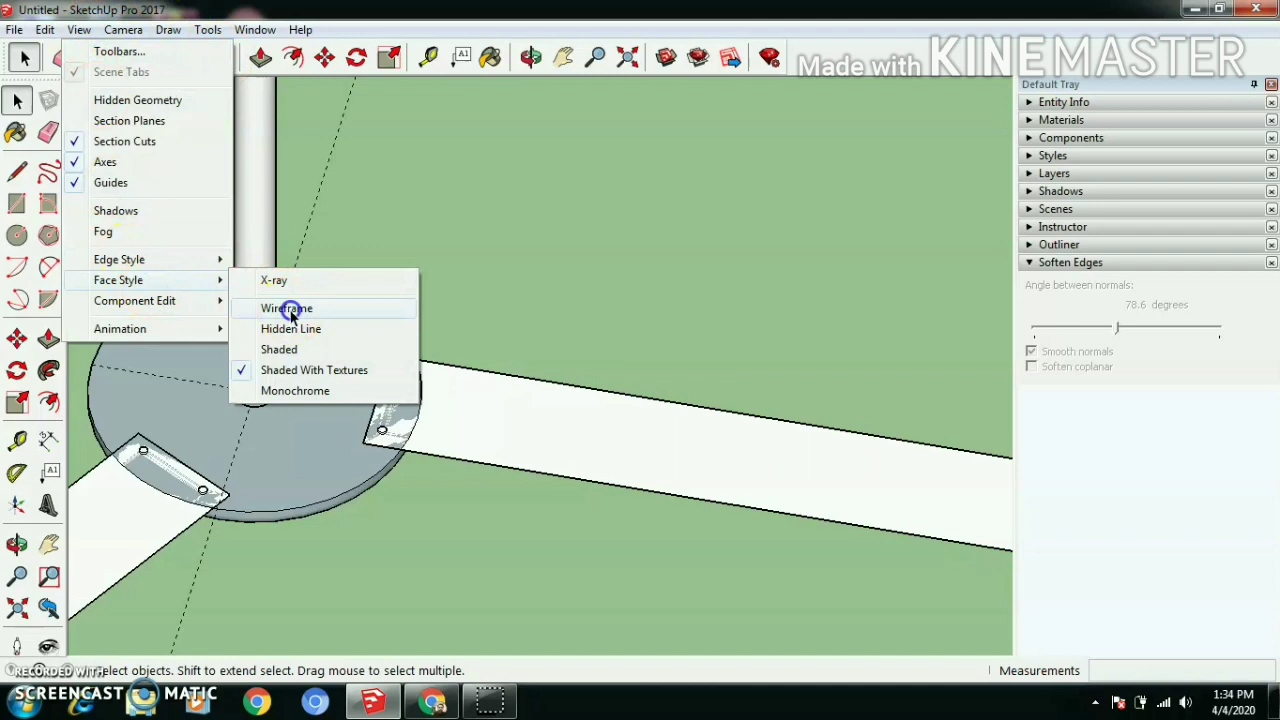 Untitled - SketchUp Pro 2017
File Edit View Camera Draw Tools Window Help
Made with KINEMASTER
Toolbars...
Scene Tabs
Hidden Geometry
Section Planes
Section Cuts
Axes
Guides
Shadows
Fog
Edge Style
Face Style
Component Edit
Animation
X-ray
Wireframe
Hidden Line
Shaded
Shaded With Textures
Monochrome
A1
A1
Default Tray
Entity Info
Materials
Components
Styles
Layers
Shadows
Scenes
Instructor
Outliner
Soften Edges
Angle between normals:
78.6 degrees
Smooth normals
Soften coplanar
select objects. Shift to extend select. Drag mouse to select multiple.
Measurements
RECORDED WITH
SCREENCAST MATIC
1:34 PM
4/4/2020